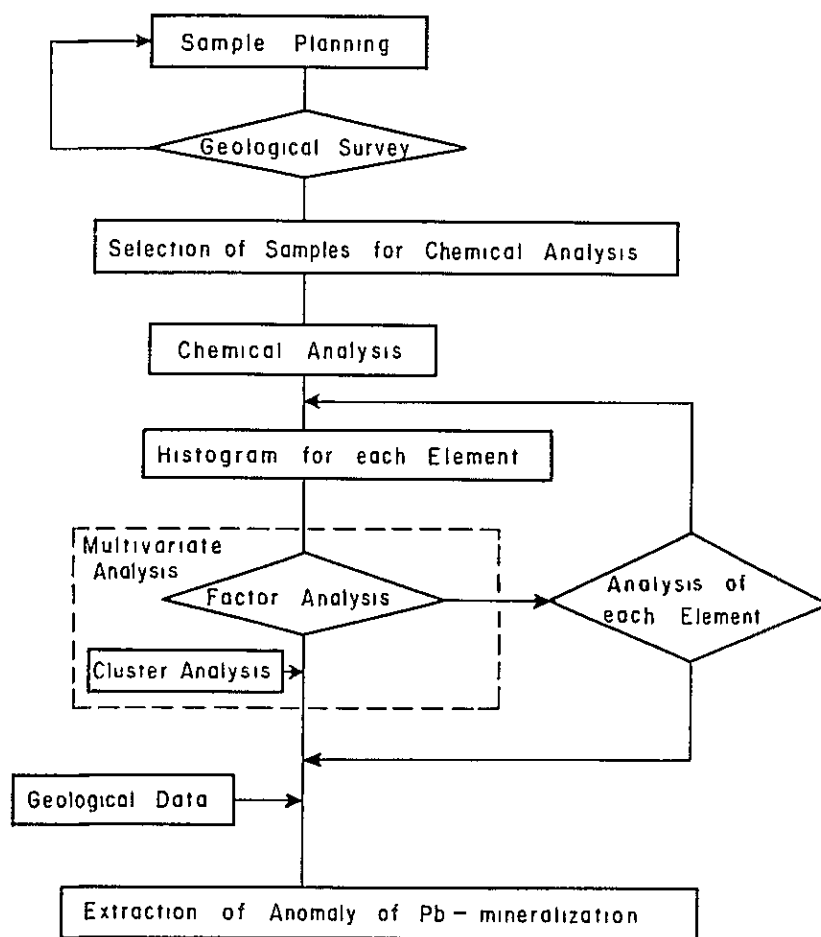 Sample Planning
Geological Survey
Selection of Samples for Chemical Analysis
Chemical Analysis
Histogram for each Element
Multivariate
Analysis
Factor Analysis
Analysis of
each Element
Cluster Analysis
Geological Data
Extraction of Anomaly of Pb - mineralization